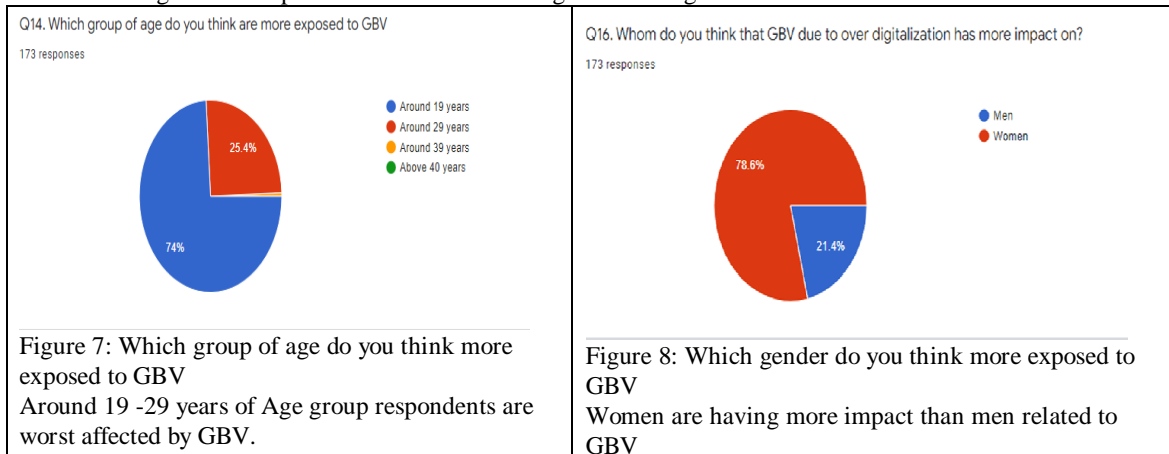 Q14. Which group of age do you think are more exposed to GBV
173 responses
Around 19 years
Around 29 years
Around 39 years
Above 40 years
25.4%
74%
Figure 7: Which group of age do you think more
exposed to GBV
Around 19 -29 years of Age group respondents are
worst affected by GBV.
Q16. Whom do you think that GBV due to over digitalization has more impact on?
173 responses
Men
Women
78.6%
21.4%
Figure 8: Which gender do you think more exposed to
GBV
Women are having more impact than men related to
GBV